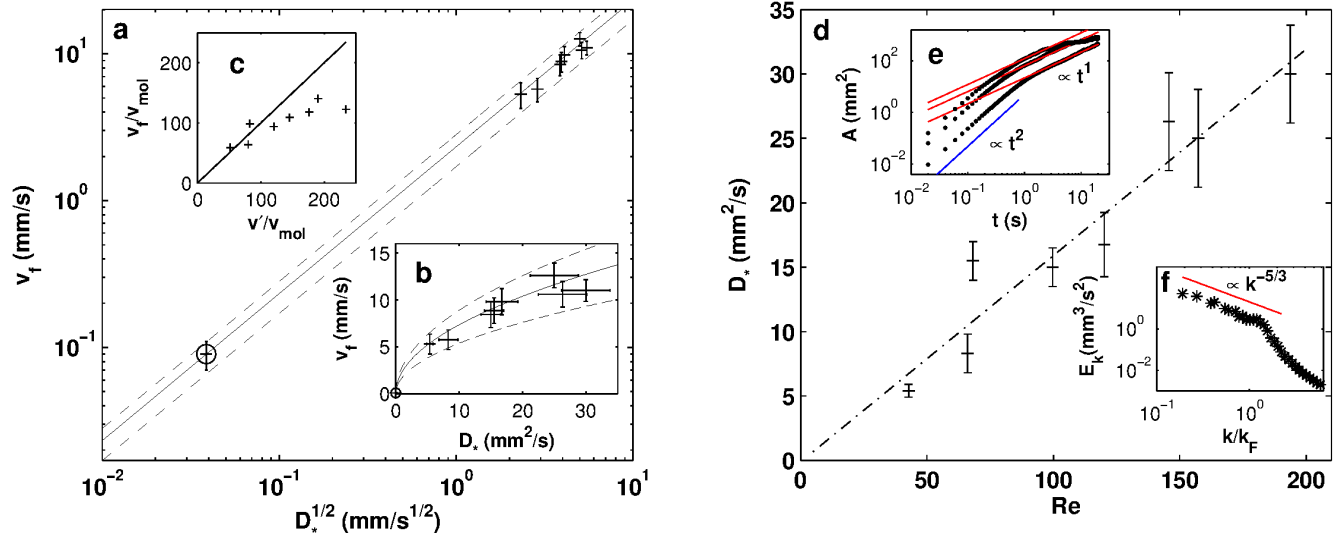 a
10^1
10^0
10^-1
v_f (mm/s)
10^-2
10^-1
10^0
10^1
D_*^1/2 (mm/s^1/2)
c
200
100
0
v_f/v_mol
0
100
200
v'/v_mol
b
15
10
5
0
v_f (mm/s)
0
10
20
30
D_* (mm^2/s)
d
35
30
25
20
15
10
5
0
D_* (mm^2/s)
50
100
150
200
Re
e
10^2
10^0
10^-2
A (mm^2)
∝ t^1
∝ t^2
10^-2
10^-1
10^0
10^1
t (s)
f
∝ k^-5/3
10^0
10^-2
E_k(mm^3/s^2)
10^-1
10^0
k/k_F